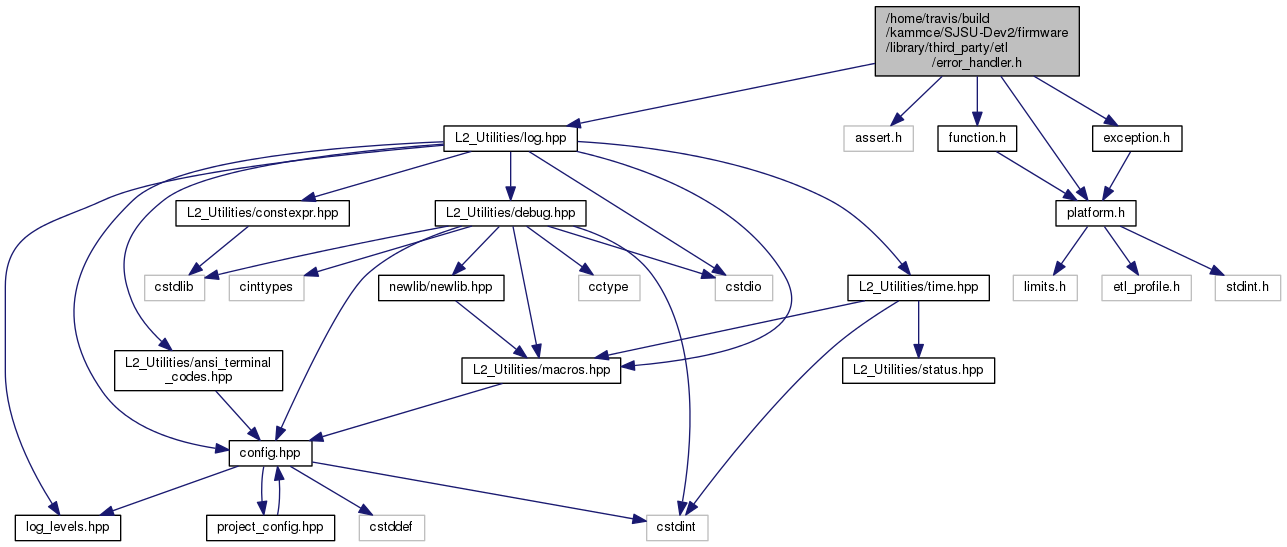 /home/travis/build
/kammce/SJSU-Dev2/firmware
/library/third_party/etl
/error_handler.h
L2_Utilities/log.hpp
assert.h
function.h
exception.h
L2_Utilities/constexpr.hpp
L2_Utilities/debug.hpp
platform.h
cstdlib
cinttypes
newlib/newlib.hpp
cctype
cstdio
L2_Utilities/time.hpp
limits.h
etl_profile.h
stdint.h
L2_Utilities/ansi_terminal
_codes.hpp
L2_Utilities/macros.hpp
L2_Utilities/status.hpp
config.hpp
log_levels.hpp
project_config.hpp
cstddef
cstdint